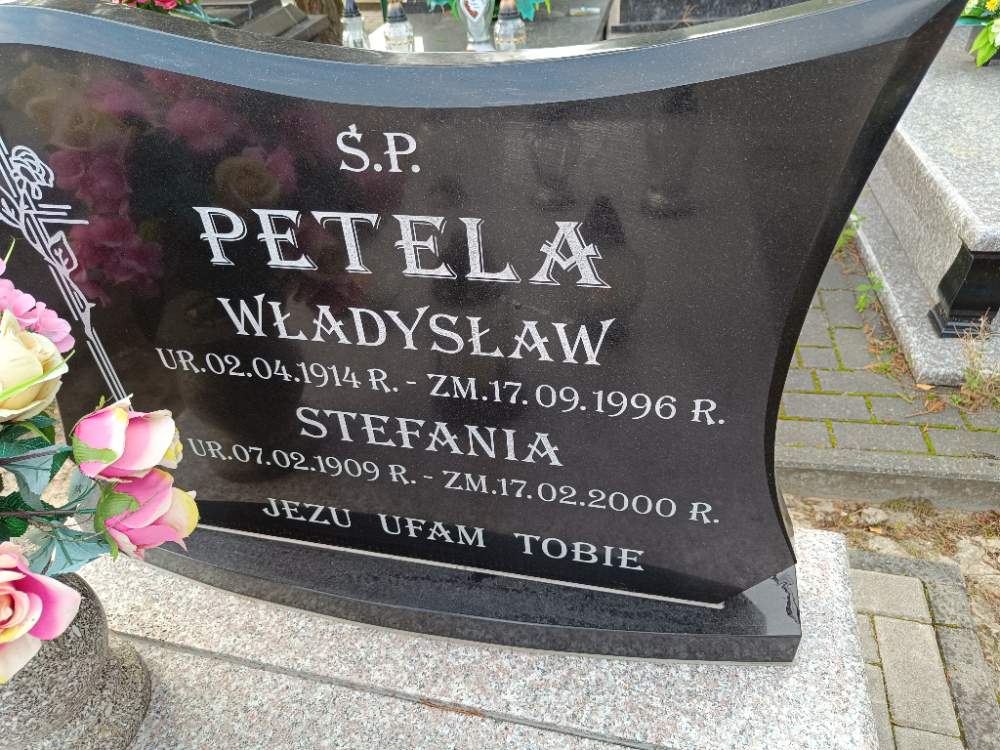 Ś.P.
PETELA
WŁADYSŁAW
UR.02.04.1914 R. - ZM.17.09.1996 R.
STEFANIA
UR.07.02.1909 R. - ZM.17.02.2000 R.
JEZU UFAM TOBIE